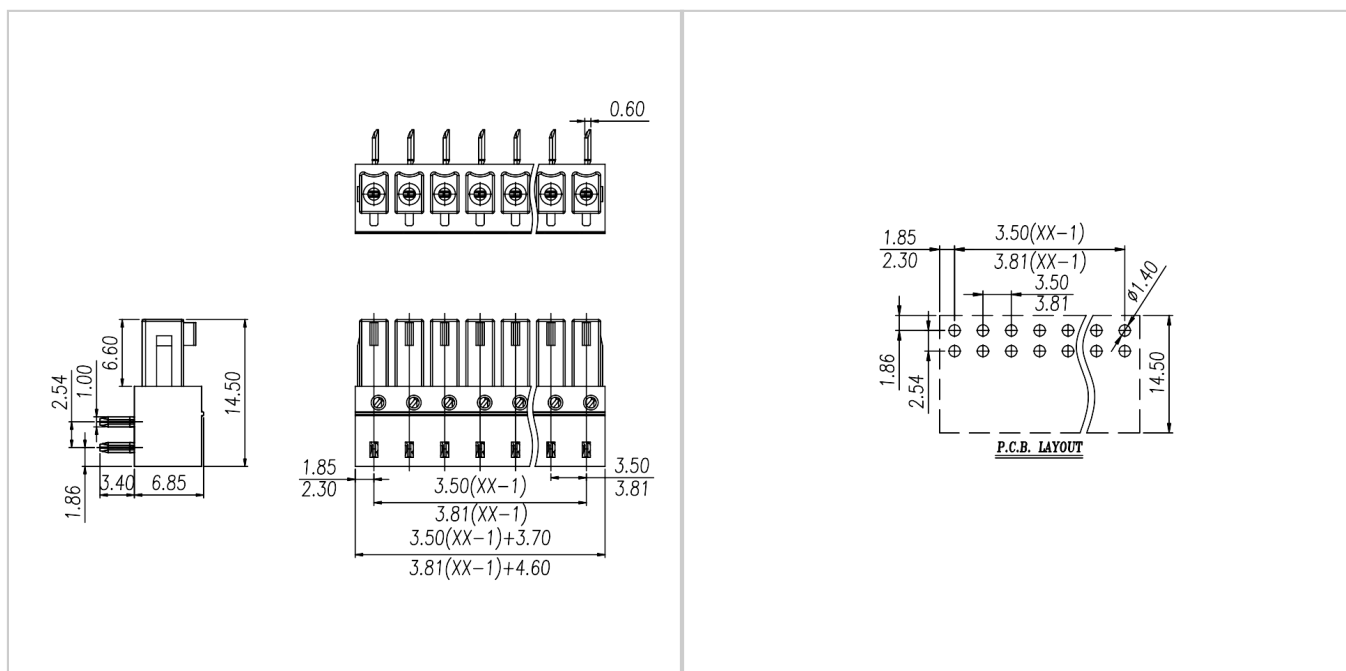 0.60
6.60
1.00
2.54
14.50
1.86
3.40
6.85
1.85
2.30
3.50(XX-1)
3.81(XX-1)
3.50
3.81
3.50(XX-1)+3.70
3.81(XX-1)+4.60
1.85
2.30
3.50(XX-1)
3.81(XX-1)
3.50
3.81
ø1.40
1.86
2.54
14.50
P.C.B. LAYOUT